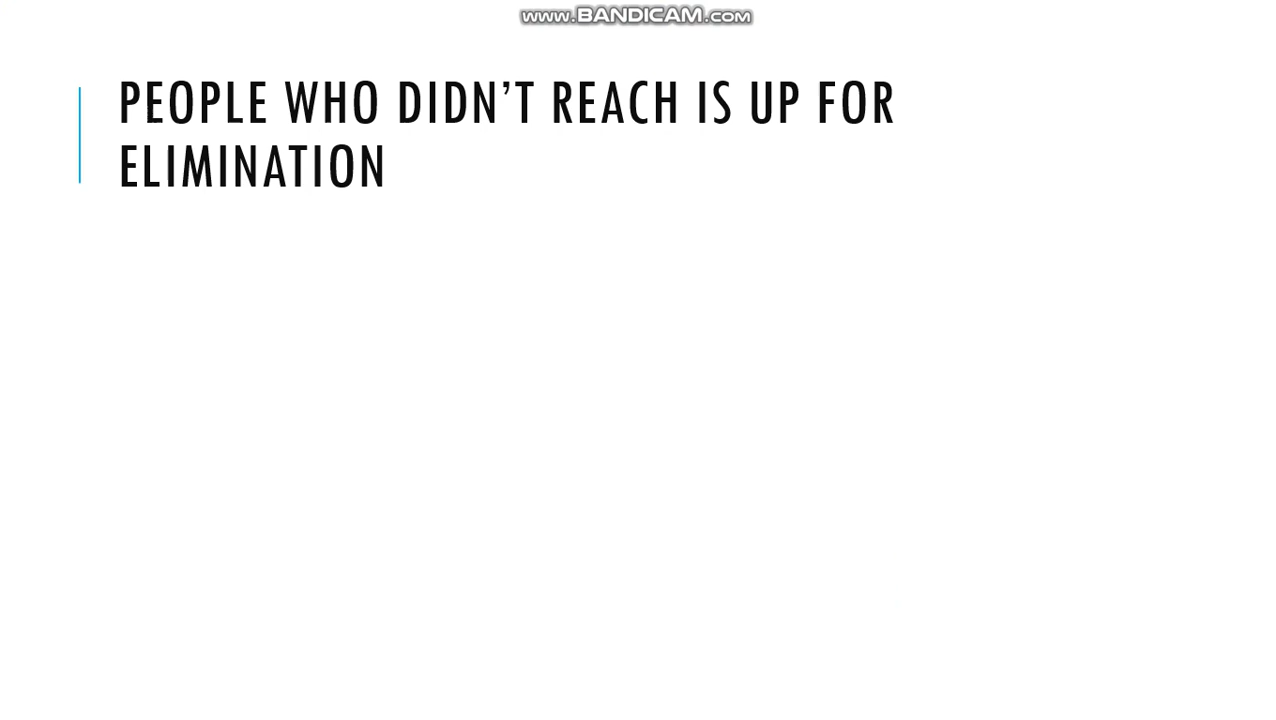 www.BANDICAM.com
PEOPLE WHO DIDN’T REACH IS UP FOR
ELIMINATION